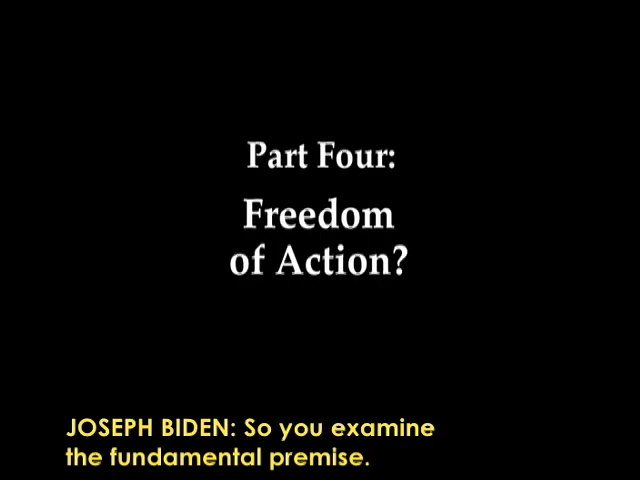 Part Four:
Freedom
of Action?
JOSEPH BIDEN: So you examine
the fundamental premise.